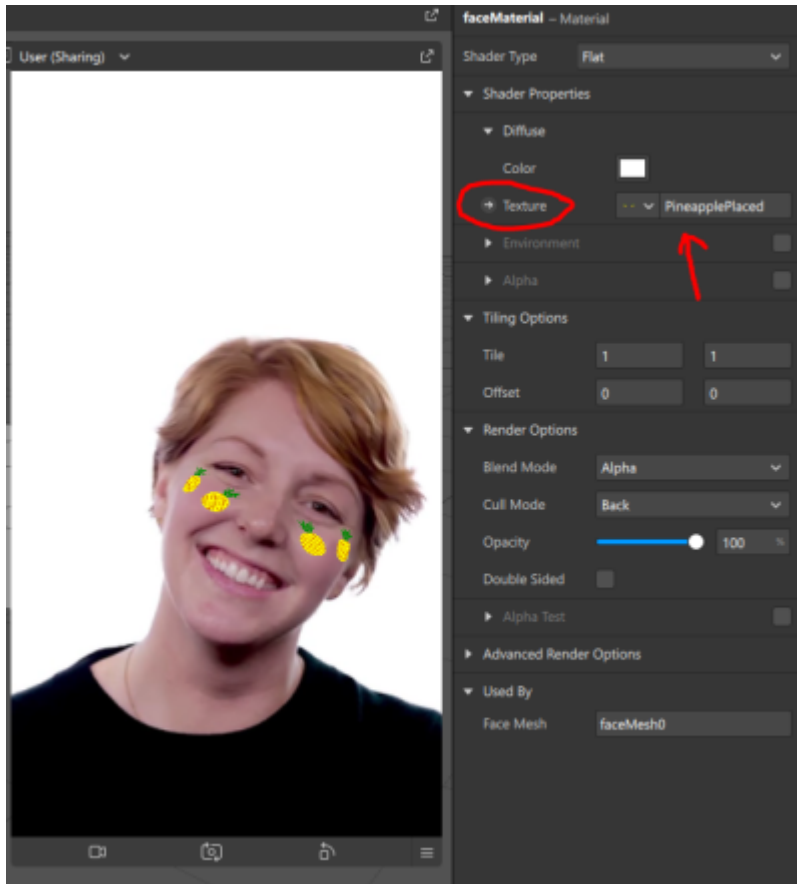 faceMaterial – Material
User (Sharing)
Shader Type Flat
Shader Properties
Diffuse
Color
Texture PineapplePlaced
Environment
Alpha
Tiling Options
Tile 1 1
Offset 0 0
Render Options
Blend Mode Alpha
Cull Mode Back
Opacity 100 %
Double Sided
Alpha Test
Advanced Render Options
Used By
Face Mesh faceMesh0